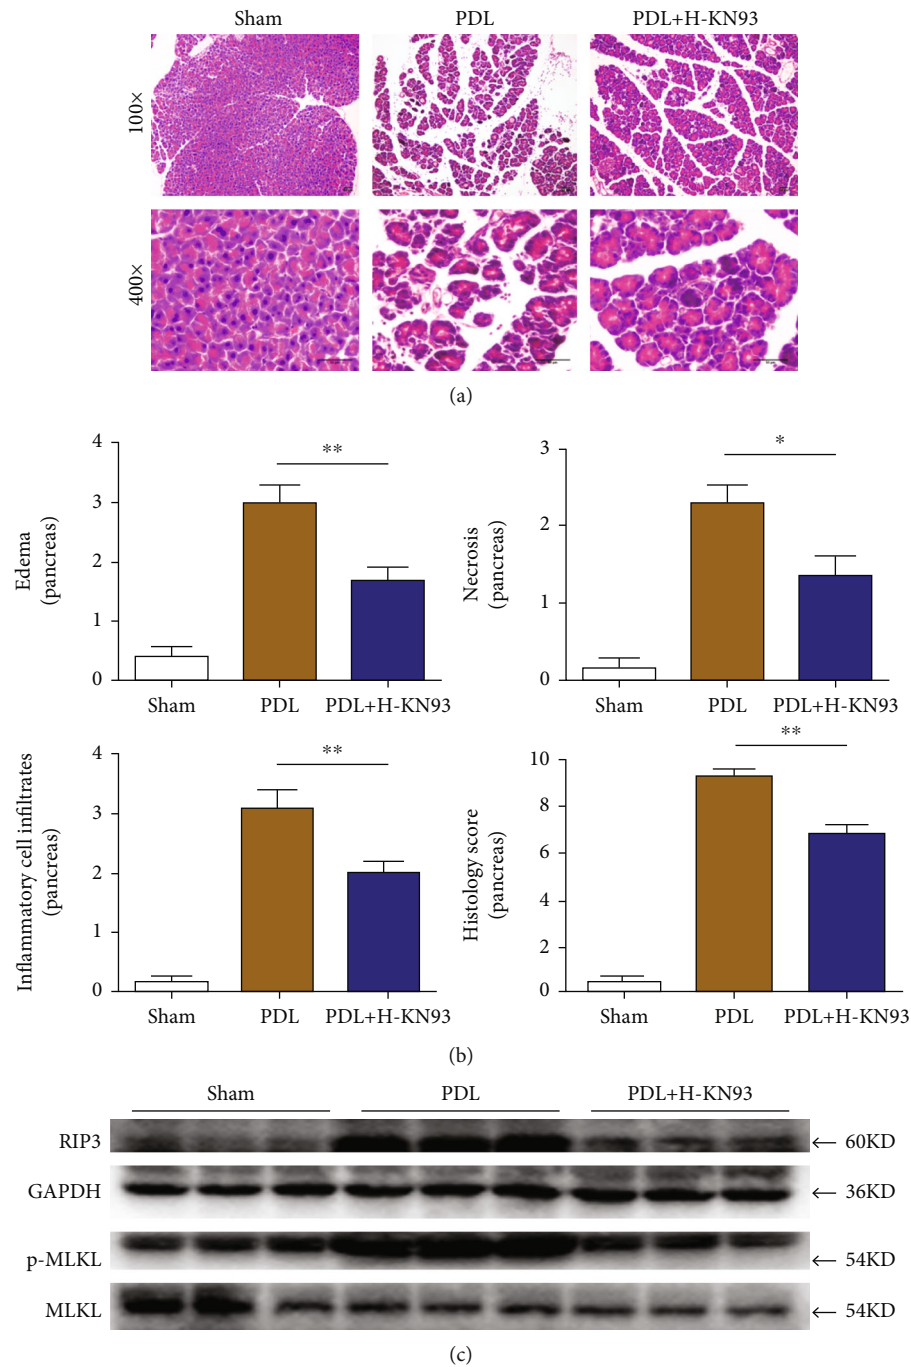 Sham PDL PDL+H-KN93
100×
400×
(a)
Edema
(pancreas)
4
3
2
1
0
Sham PDL PDL+H-KN93
**
Necrosis
(pancreas)
3
2
1
0
Sham PDL PDL+H-KN93
*
Inflammatory cell infiltrates
(pancreas)
4
3
2
1
0
Sham PDL PDL+H-KN93
**
Histology score
(pancreas)
10
8
6
4
2
0
Sham PDL PDL+H-KN93
**
(b)
Sham PDL PDL+H-KN93
RIP3 ← 60KD
GAPDH ← 36KD
p-MLKL ← 54KD
MLKL ← 54KD
(c)